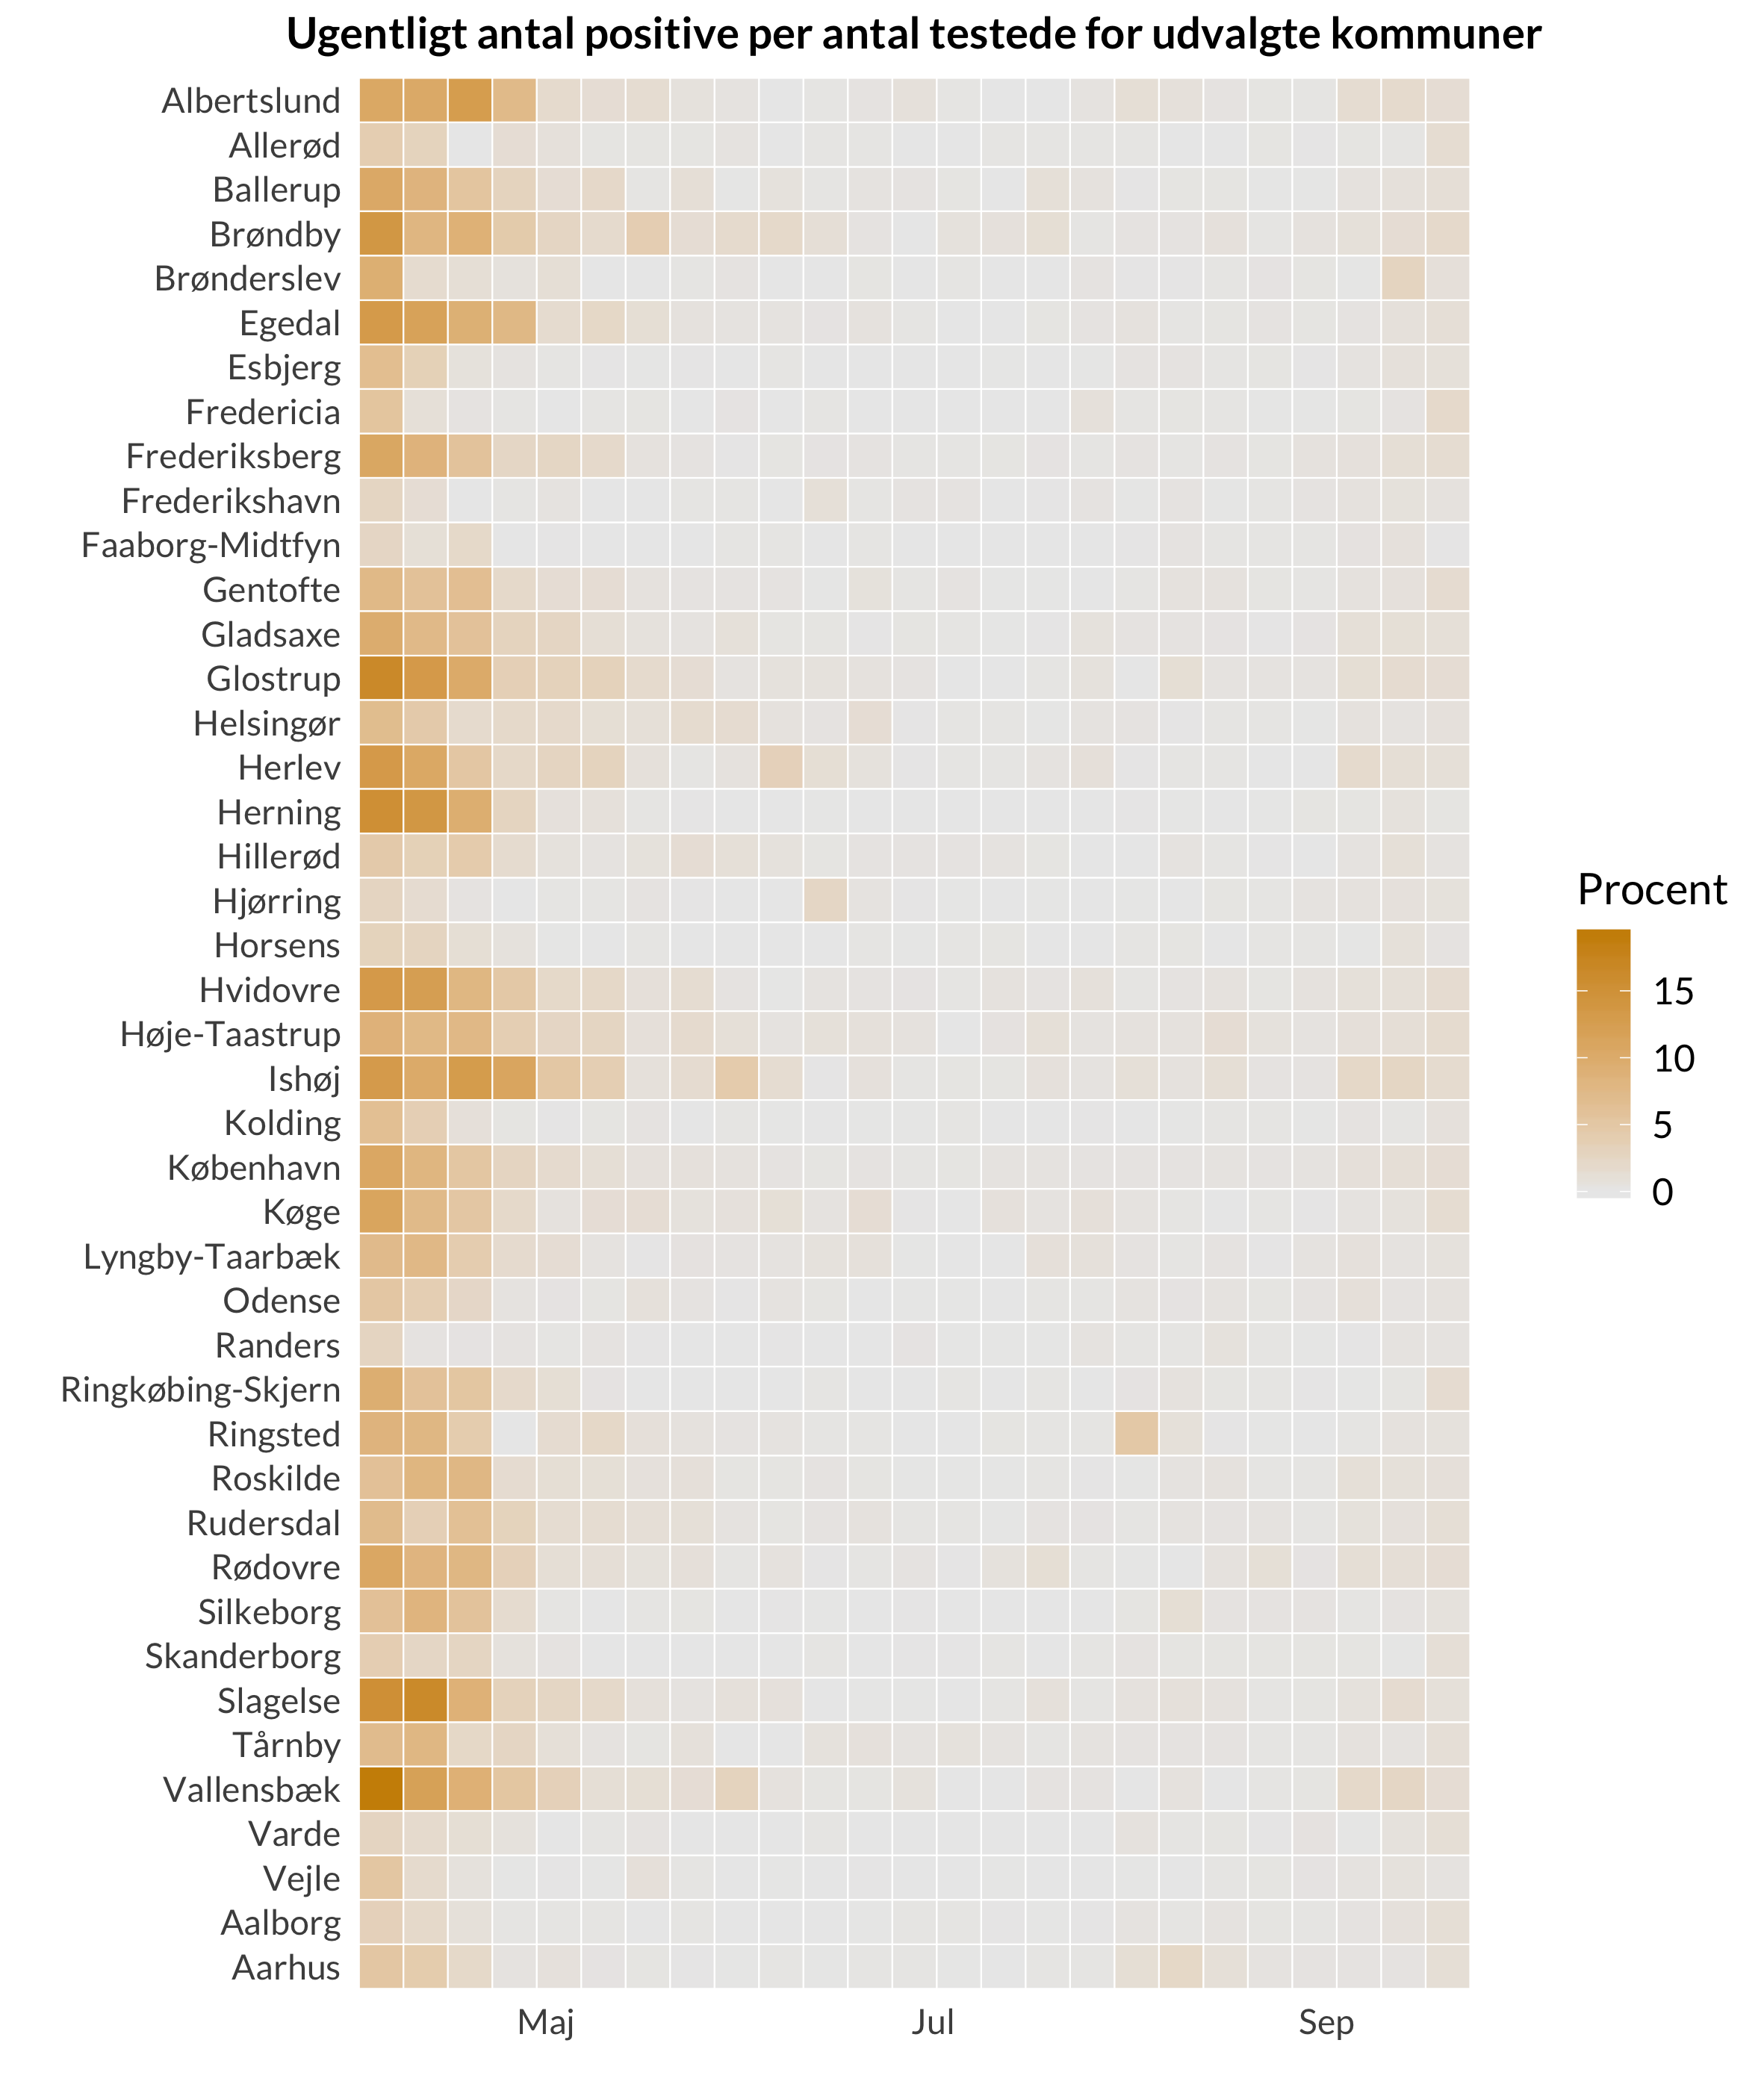 Ugentligt antal positive per antal testede for udvalgte kommuner
Albertslund
Allerød
Ballerup
Brøndby
Brønderslev
Egedal
Esbjerg
Fredericia
Frederiksberg
Frederikshavn
Faaborg-Midtfyn
Gentofte
Gladsaxe
Glostrup
Helsingør
Herlev
Herning
Hillerød
Hjørring
Horsens
Hvidovre
Høje-Taastrup
Ishøj
Kolding
København
Køge
Lyngby-Taarbæk
Odense
Randers
Ringkøbing-Skjern
Ringsted
Roskilde
Rudersdal
Rødovre
Silkeborg
Skanderborg
Slagelse
Tårnby
Vallensbæk
Varde
Vejle
Aalborg
Aarhus
Maj Jul Sep
Procent
15
10
5
0